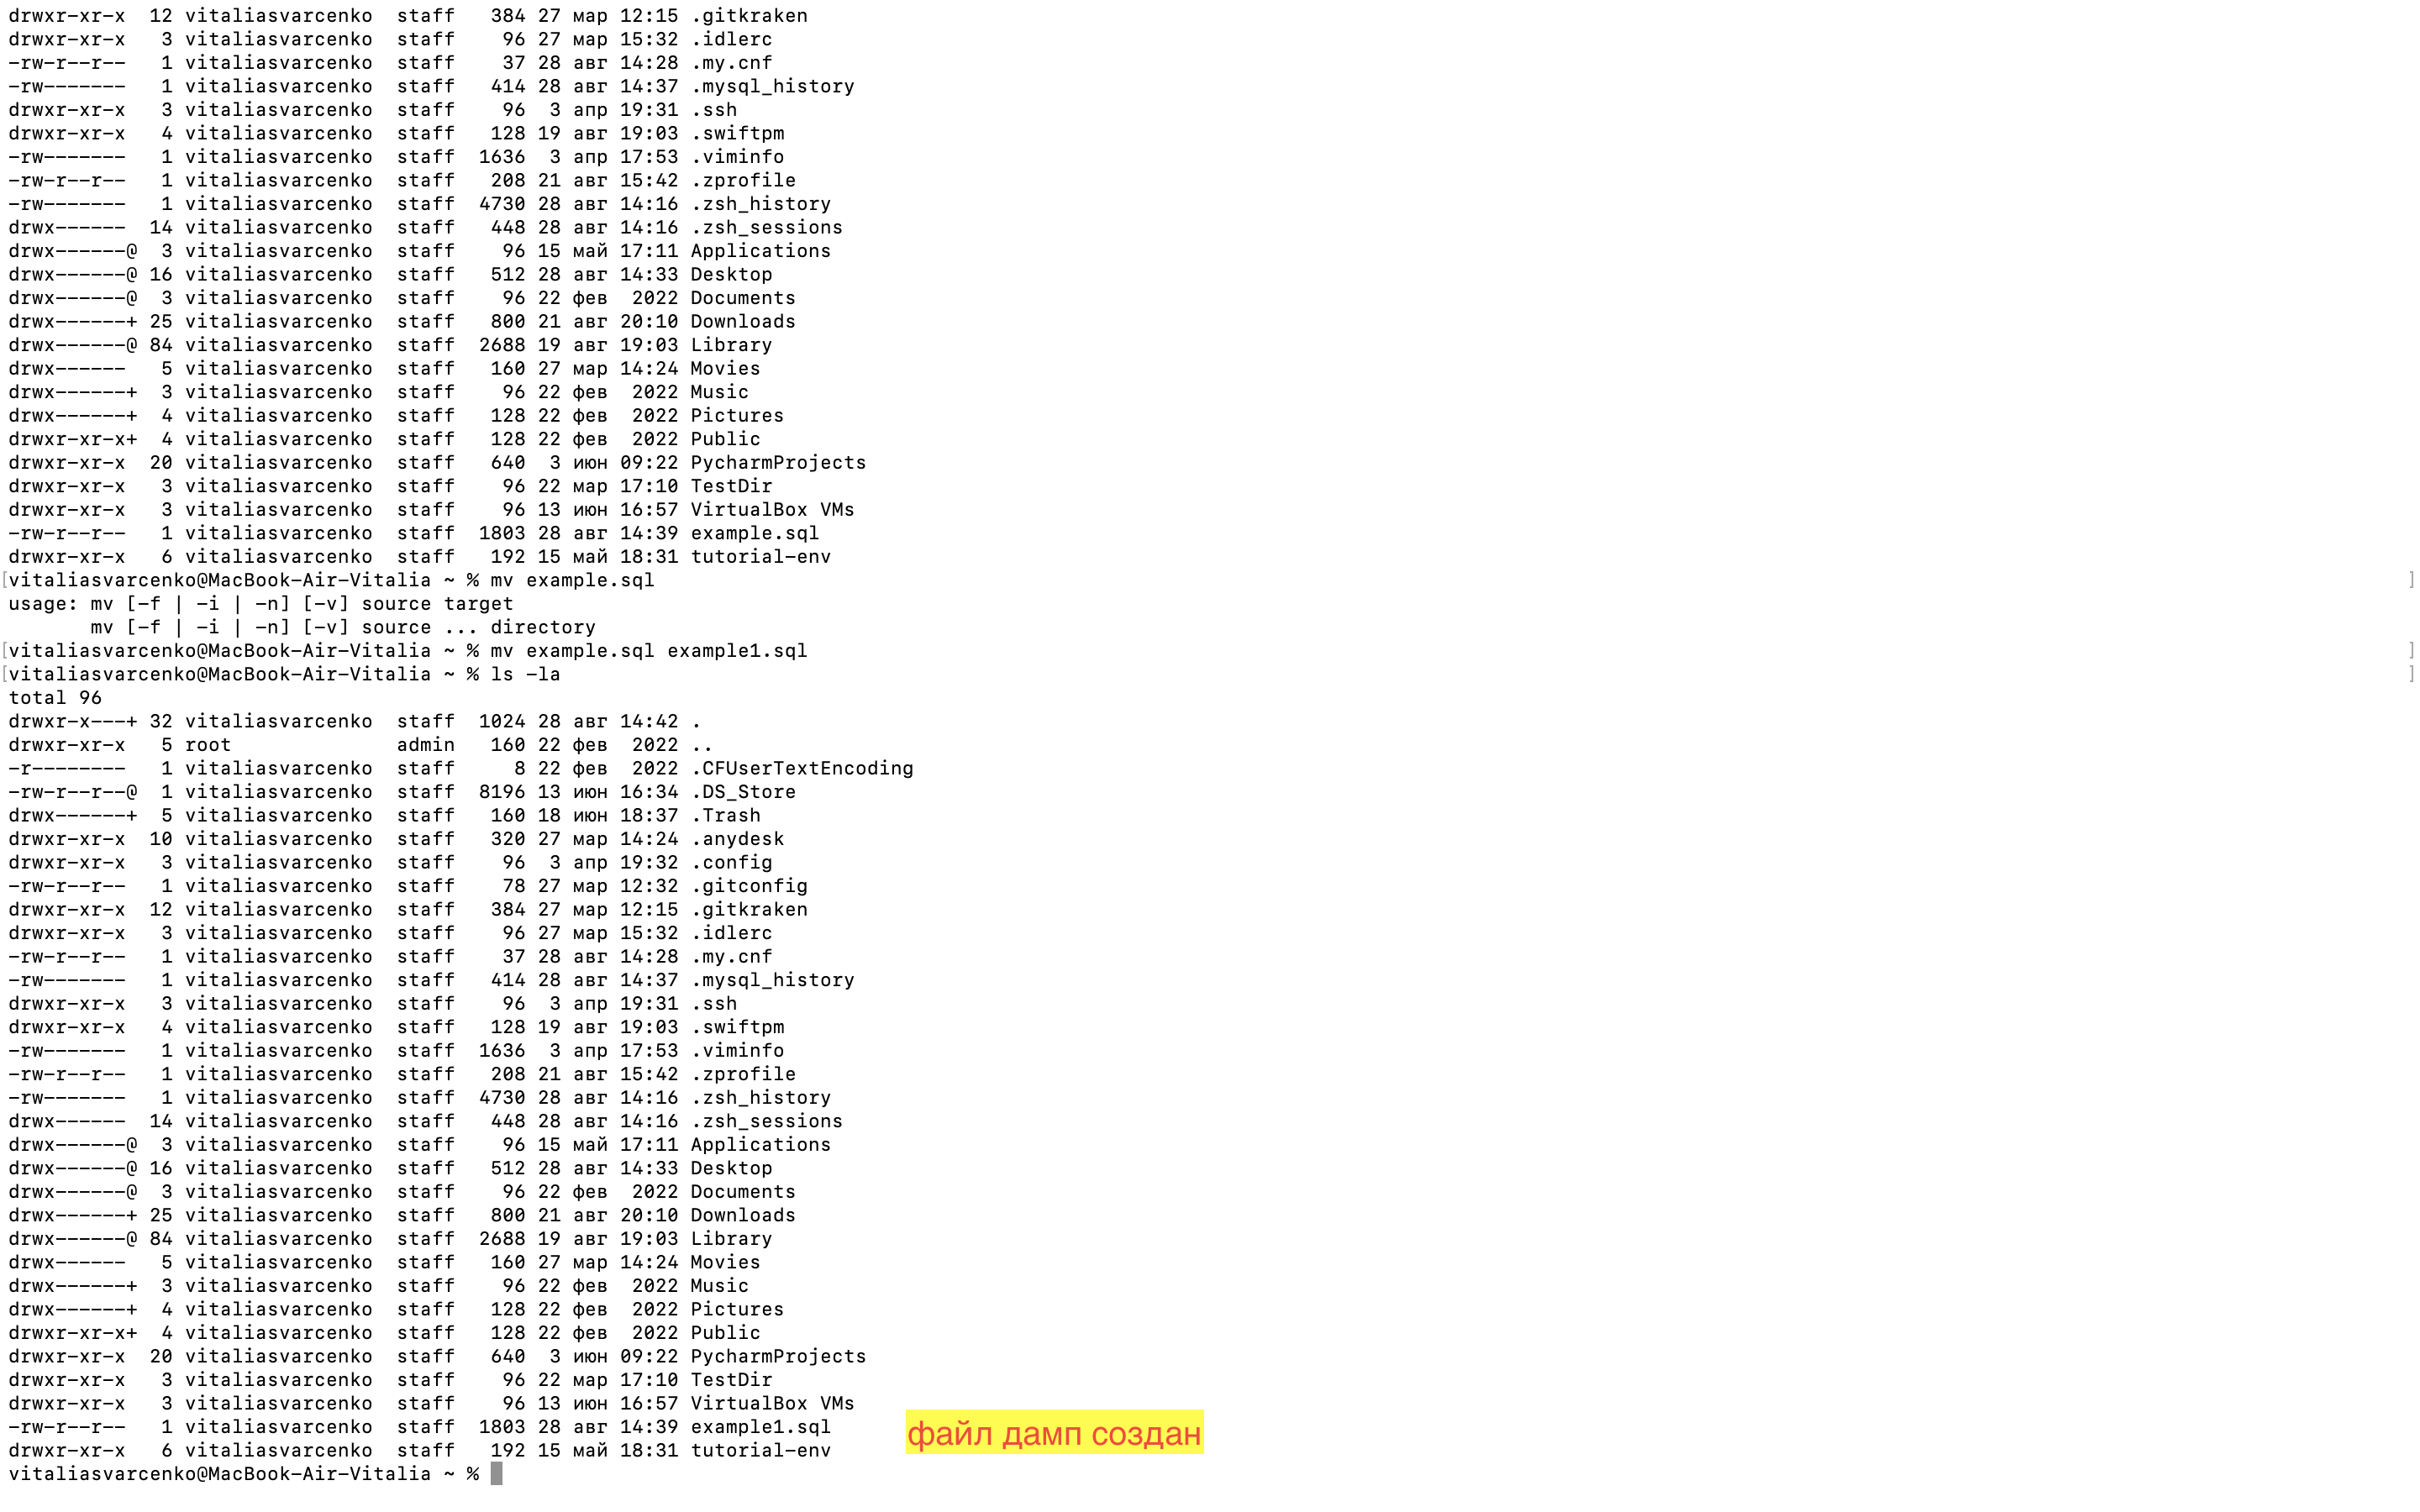 drwxr-xr-x  12 vitaliasvarcenko  staff   384 27 мар 12:15 .gitkraken
drwxr-xr-x   3 vitaliasvarcenko  staff    96 27 мар 15:32 .idlerc
-rw-r--r--   1 vitaliasvarcenko  staff    37 28 авг 14:28 .my.cnf
-rw-------   1 vitaliasvarcenko  staff   414 28 авг 14:37 .mysql_history
drwxr-xr-x   3 vitaliasvarcenko  staff    96  3 апр 19:31 .ssh
drwxr-xr-x   4 vitaliasvarcenko  staff   128 19 авг 19:03 .swiftpm
-rw-------   1 vitaliasvarcenko  staff  1636  3 апр 17:53 .viminfo
-rw-r--r--   1 vitaliasvarcenko  staff   208 21 авг 15:42 .zprofile
-rw-------   1 vitaliasvarcenko  staff  4730 28 авг 14:16 .zsh_history
drwx------  14 vitaliasvarcenko  staff   448 28 авг 14:16 .zsh_sessions
drwx------@  3 vitaliasvarcenko  staff    96 15 май 17:11 Applications
drwx------@ 16 vitaliasvarcenko  staff   512 28 авг 14:33 Desktop
drwx------@  3 vitaliasvarcenko  staff    96 22 фев  2022 Documents
drwx------+ 25 vitaliasvarcenko  staff   800 21 авг 20:10 Downloads
drwx------@ 84 vitaliasvarcenko  staff  2688 19 авг 19:03 Library
drwx------   5 vitaliasvarcenko  staff   160 27 мар 14:24 Movies
drwx------+  3 vitaliasvarcenko  staff    96 22 фев  2022 Music
drwx------+  4 vitaliasvarcenko  staff   128 22 фев  2022 Pictures
drwxr-xr-x+  4 vitaliasvarcenko  staff   128 22 фев  2022 Public
drwxr-xr-x  20 vitaliasvarcenko  staff   640  3 июн 09:22 PycharmProjects
drwxr-xr-x   3 vitaliasvarcenko  staff    96 22 мар 17:10 TestDir
drwxr-xr-x   3 vitaliasvarcenko  staff    96 13 июн 16:57 VirtualBox VMs
-rw-r--r--   1 vitaliasvarcenko  staff  1803 28 авг 14:39 example.sql
drwxr-xr-x   6 vitaliasvarcenko  staff   192 15 май 18:31 tutorial-env
[vitaliasvarcenko@MacBook-Air-Vitalia ~ % mv example.sql ]
usage: mv [-f | -i | -n] [-v] source target
       mv [-f | -i | -n] [-v] source ... directory
[vitaliasvarcenko@MacBook-Air-Vitalia ~ % mv example.sql example1.sql ]
[vitaliasvarcenko@MacBook-Air-Vitalia ~ % ls -la ]
total 96
drwxr-x---+ 32 vitaliasvarcenko  staff  1024 28 авг 14:42 .
drwxr-xr-x   5 root              admin   160 22 фев  2022 ..
-r--------   1 vitaliasvarcenko  staff     8 22 фев  2022 .CFUserTextEncoding
-rw-r--r--@  1 vitaliasvarcenko  staff  8196 13 июн 16:34 .DS_Store
drwx------+  5 vitaliasvarcenko  staff   160 18 июн 18:37 .Trash
drwxr-xr-x  10 vitaliasvarcenko  staff   320 27 мар 14:24 .anydesk
drwxr-xr-x   3 vitaliasvarcenko  staff    96  3 апр 19:32 .config
-rw-r--r--   1 vitaliasvarcenko  staff    78 27 мар 12:32 .gitconfig
drwxr-xr-x  12 vitaliasvarcenko  staff   384 27 мар 12:15 .gitkraken
drwxr-xr-x   3 vitaliasvarcenko  staff    96 27 мар 15:32 .idlerc
-rw-r--r--   1 vitaliasvarcenko  staff    37 28 авг 14:28 .my.cnf
-rw-------   1 vitaliasvarcenko  staff   414 28 авг 14:37 .mysql_history
drwxr-xr-x   3 vitaliasvarcenko  staff    96  3 апр 19:31 .ssh
drwxr-xr-x   4 vitaliasvarcenko  staff   128 19 авг 19:03 .swiftpm
-rw-------   1 vitaliasvarcenko  staff  1636  3 апр 17:53 .viminfo
-rw-r--r--   1 vitaliasvarcenko  staff   208 21 авг 15:42 .zprofile
-rw-------   1 vitaliasvarcenko  staff  4730 28 авг 14:16 .zsh_history
drwx------  14 vitaliasvarcenko  staff   448 28 авг 14:16 .zsh_sessions
drwx------@  3 vitaliasvarcenko  staff    96 15 май 17:11 Applications
drwx------@ 16 vitaliasvarcenko  staff   512 28 авг 14:33 Desktop
drwx------@  3 vitaliasvarcenko  staff    96 22 фев  2022 Documents
drwx------+ 25 vitaliasvarcenko  staff   800 21 авг 20:10 Downloads
drwx------@ 84 vitaliasvarcenko  staff  2688 19 авг 19:03 Library
drwx------   5 vitaliasvarcenko  staff   160 27 мар 14:24 Movies
drwx------+  3 vitaliasvarcenko  staff    96 22 фев  2022 Music
drwx------+  4 vitaliasvarcenko  staff   128 22 фев  2022 Pictures
drwxr-xr-x+  4 vitaliasvarcenko  staff   128 22 фев  2022 Public
drwxr-xr-x  20 vitaliasvarcenko  staff   640  3 июн 09:22 PycharmProjects
drwxr-xr-x   3 vitaliasvarcenko  staff    96 22 мар 17:10 TestDir
drwxr-xr-x   3 vitaliasvarcenko  staff    96 13 июн 16:57 VirtualBox VMs
-rw-r--r--   1 vitaliasvarcenko  staff  1803 28 авг 14:39 example1.sql
файл дамп создан
drwxr-xr-x   6 vitaliasvarcenko  staff   192 15 май 18:31 tutorial-env
vitaliasvarcenko@MacBook-Air-Vitalia ~ %